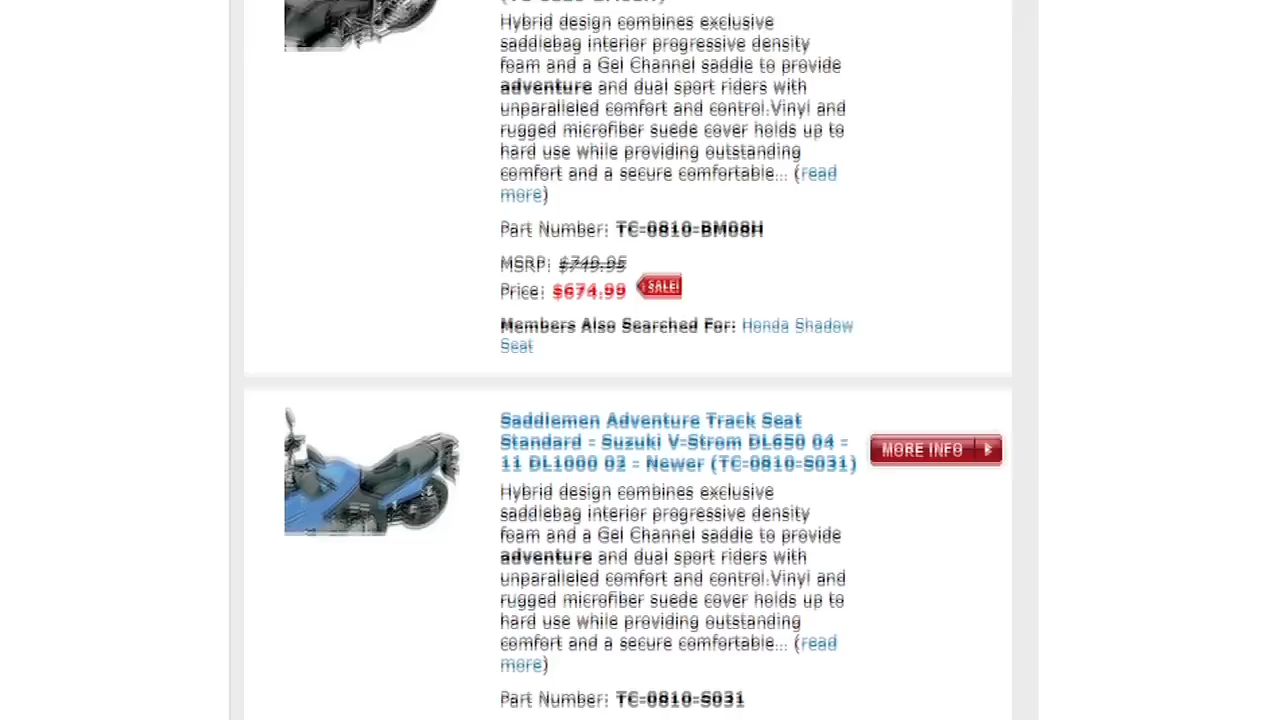 Hybrid design combines exclusive
saddlebag interior progressive density
foam and a Gel Channel saddle to provide
adventure and dual sport riders with
unparalleled comfort and control.Vinyl and
rugged microfiber suede cover holds up to
hard use while providing outstanding
comfort and a secure comfortable... (read
more)
Part Number: TC-0810-BM08H
MSRP: $749.95
Price: $674.99 SALE!
Members Also Searched For: Honda Shadow
Seat
Saddlemen Adventure Track Seat
Standard - Suzuki V-Strom DL650 04 -
11 DL1000 02 - Newer (TC-0810-S031)
MORE INFO
Hybrid design combines exclusive
saddlebag interior progressive density
foam and a Gel Channel saddle to provide
adventure and dual sport riders with
unparalleled comfort and control.Vinyl and
rugged microfiber suede cover holds up to
hard use while providing outstanding
comfort and a secure comfortable... (read
more)
Part Number: TC-0810-S031